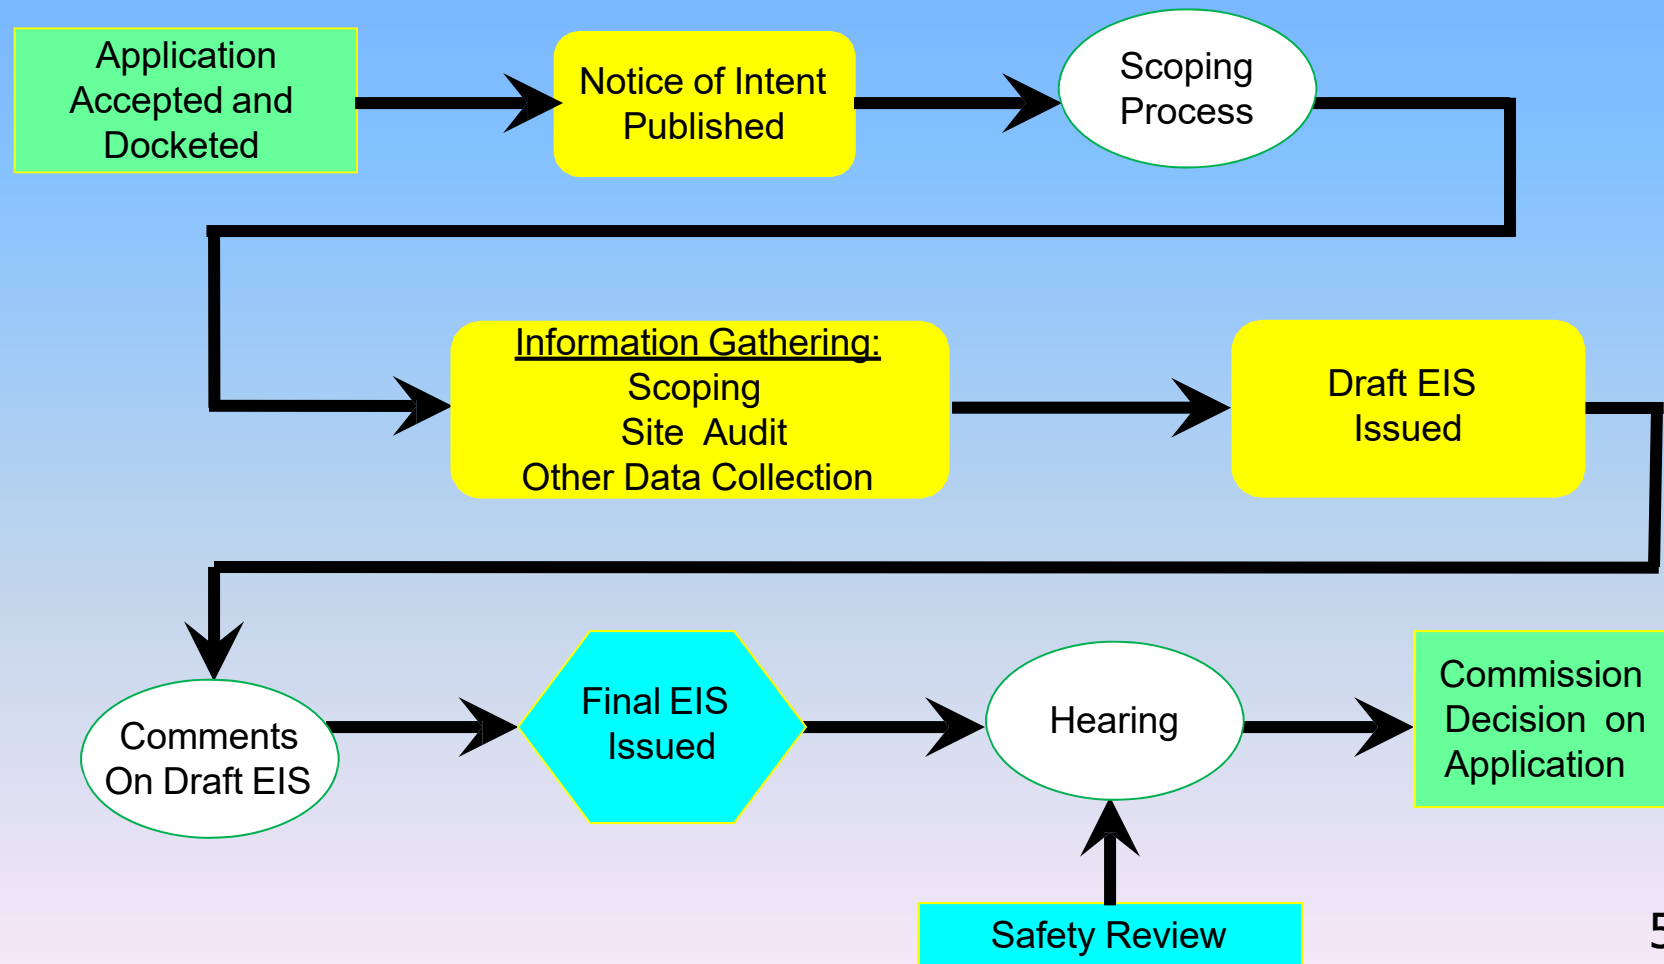 Application
Accepted and
Docketed
Notice of Intent
Published
Scoping
Process
Information Gathering:
Scoping
Site  Audit
Other Data Collection
Draft EIS
Issued
Comments
On Draft EIS
Final EIS
Issued
Hearing
Commission
Decision  on
Application
Safety Review
5